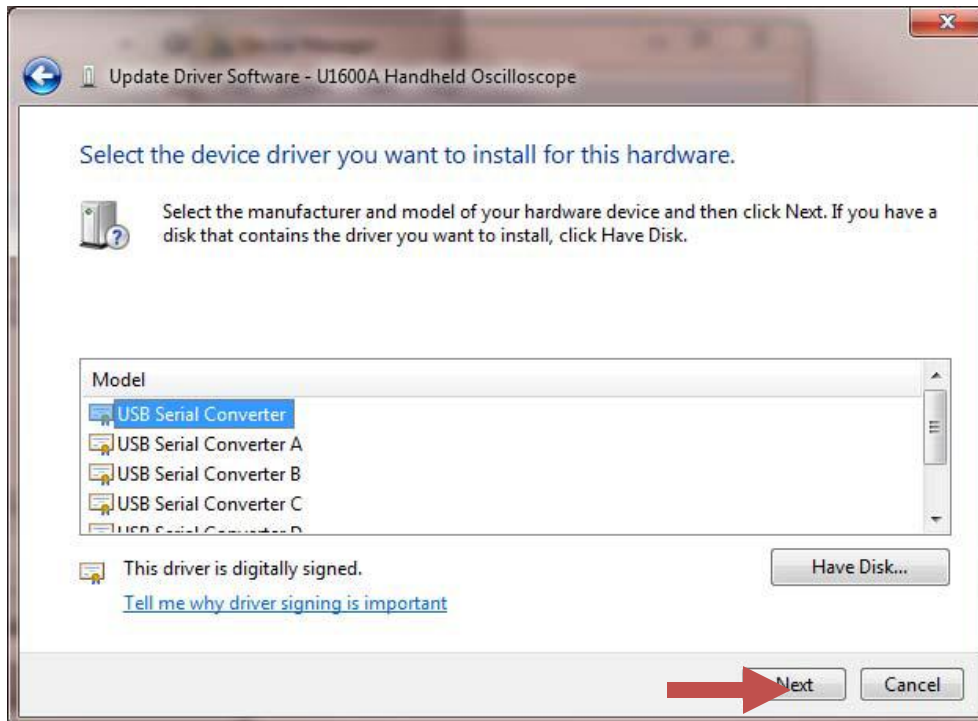 Update Driver Software - U1600A Handheld Oscilloscope
Select the device driver you want to install for this hardware.
Select the manufacturer and model of your hardware device and then click Next. If you have a
disk that contains the driver you want to install, click Have Disk.
Model
USB Serial Converter
USB Serial Converter A
USB Serial Converter B
USB Serial Converter C
USB Serial Converter D
This driver is digitally signed.
Have Disk...
Tell me why driver signing is important
Next
Cancel